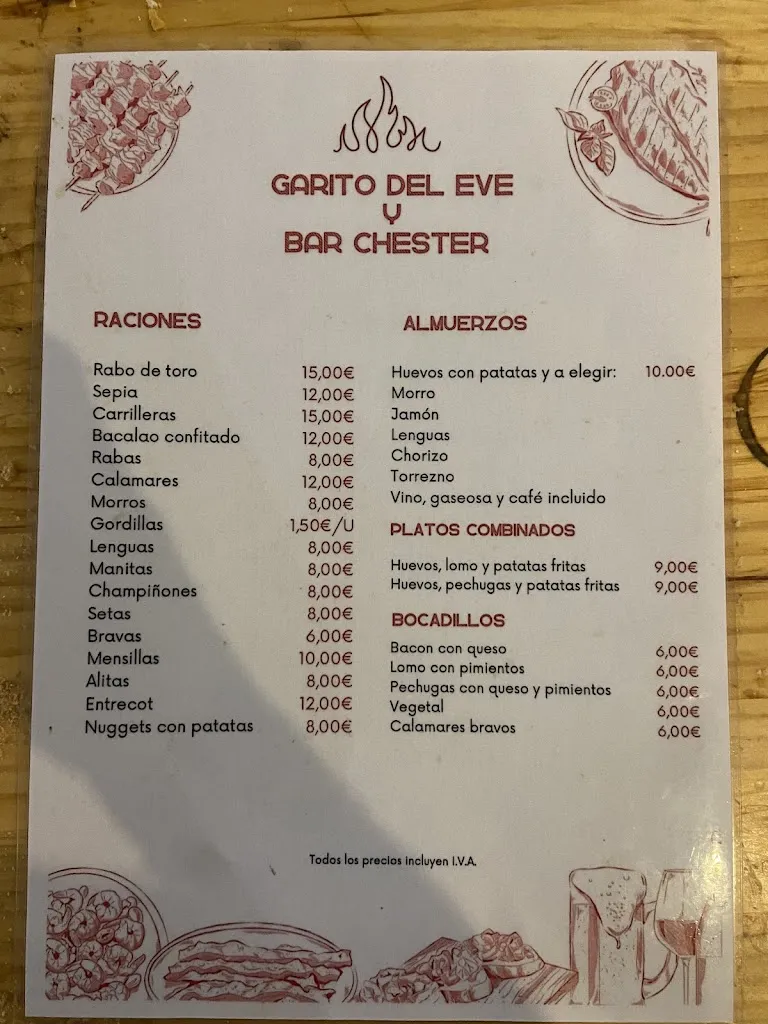 GARITO DEL EVE
Y
BAR CHESTER
RACIONES
Rabo de toro 15,00€
Sepia 12,00€
Carrilleras 15,00€
Bacalao confitado 12,00€
Rabas 8,00€
Calamares 12,00€
Morros 8,00€
Gordillas 1,50€/U
Lenguas 8,00€
Manitas 8,00€
Champiñones 8,00€
Setas 8,00€
Bravas 6,00€
Mensillas 10,00€
Alitas 8,00€
Entrecot 12,00€
Nuggets con patatas 8,00€
ALMUERZOS
Huevos con patatas y a elegir: 10.00€
Morro
Jamón
Lenguas
Chorizo
Torrezno
Vino, gaseosa y café incluido
PLATOS COMBINADOS
Huevos, lomo y patatas fritas 9,00€
Huevos, pechugas y patatas fritas 9,00€
BOCADILLOS
Bacon con queso 6,00€
Lomo con pimientos 6,00€
Pechugas con queso y pimientos 6,00€
Vegetal 6,00€
Calamares bravos 6,00€
Todos los precios incluyen I.V.A.